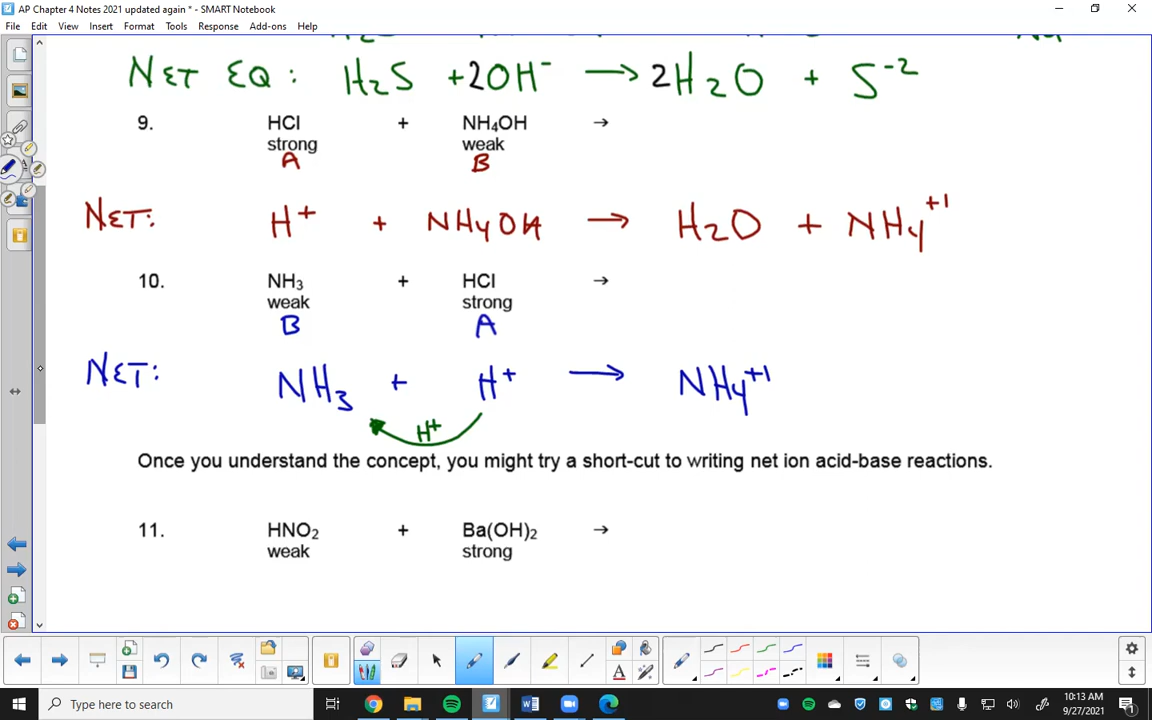 AP Chapter 4 Notes 2021 updated again * - SMART Notebook
File Edit View Insert Format Tools Response Add-ons Help
NET EQ: H2S + 2OH- → 2H2O + S-2
9. HCl + NH4OH →
strong weak
A B
NET: H+ + NH4OH → H2O + NH4+1
10. NH3 + HCl →
weak strong
B A
NET: NH3 + H+ → NH4+1
H+
Once you understand the concept, you might try a short-cut to writing net ion acid-base reactions.
11. HNO2 + Ba(OH)2 →
weak strong
Type here to search
10:13 AM
9/27/2021
1